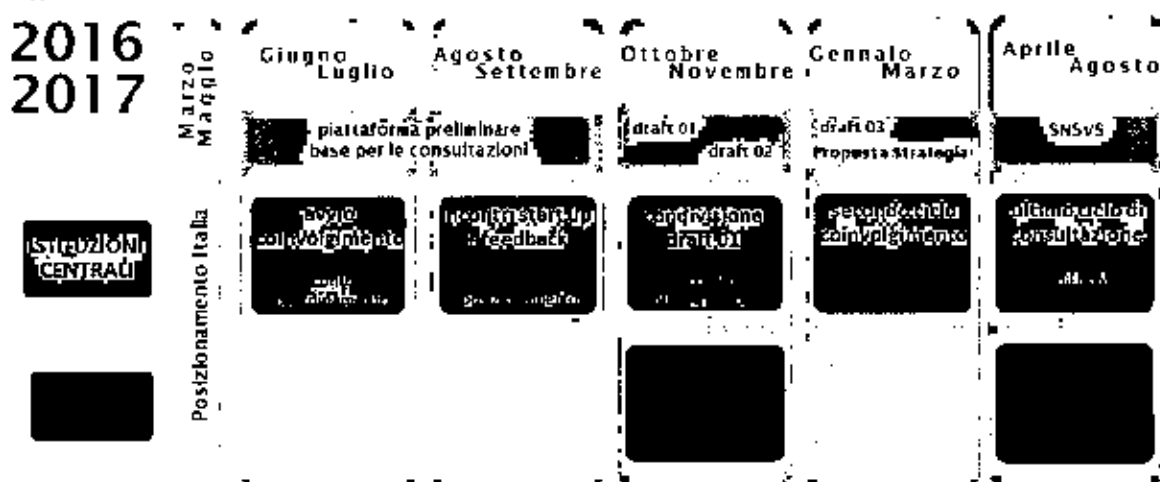 2016
2017
Marzo
Maggio
Giugno
Luglio
Agosto
Settembre
Ottobre
Novembre
Gennaio
Marzo
Aprile
Agosto
piattaforma preliminare
base per le consultazioni
draft 01
draft 02
draft 03
Proposta Strategia
SNSvS
Posizionamento Italia
ISTITUZIONI
CENTRALI
avvio
coinvolgimento
incontri start up
e feedback
condivisione
draft 01
secondo ciclo
coinvolgimento
ultimo ciclo di
consultazione